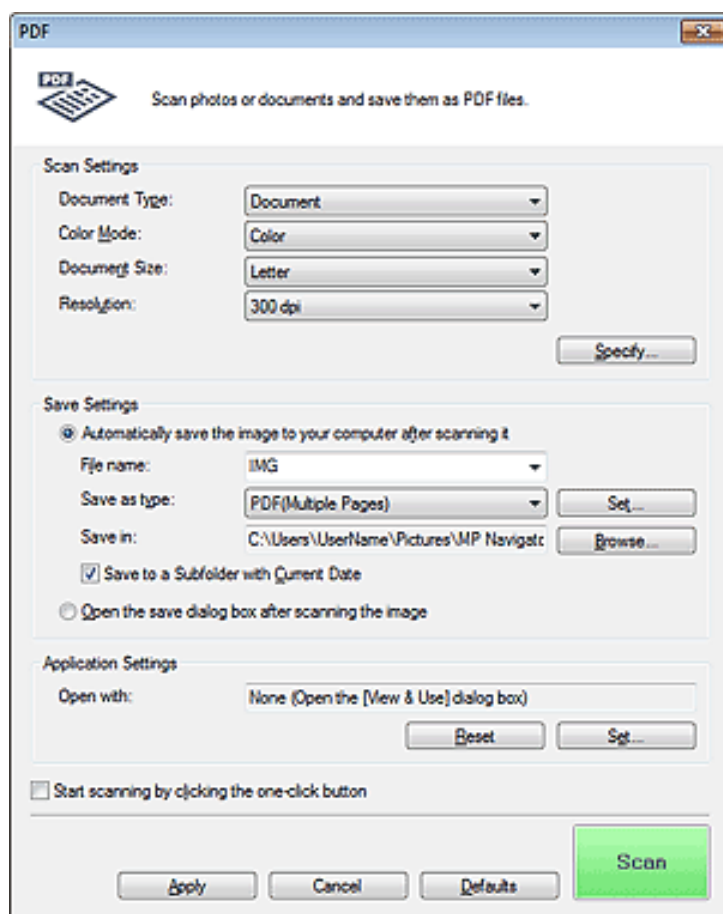 PDF
PDF
Scan photos or documents and save them as PDF files.
Scan Settings
Document Type: Document
Color Mode: Color
Document Size: Letter
Resolution: 300 dpi
Specify...
Save Settings
Automatically save the image to your computer after scanning it
File name: IMG
Save as type: PDF(Multiple Pages) Set...
Save in: C:\Users\UserName\Pictures\MP Navigato Browse...
Save to a Subfolder with Current Date
Open the save dialog box after scanning the image
Application Settings
Open with: None (Open the [View & Use] dialog box)
Reset Set...
Start scanning by clicking the one-click button
Scan
Apply Cancel Defaults